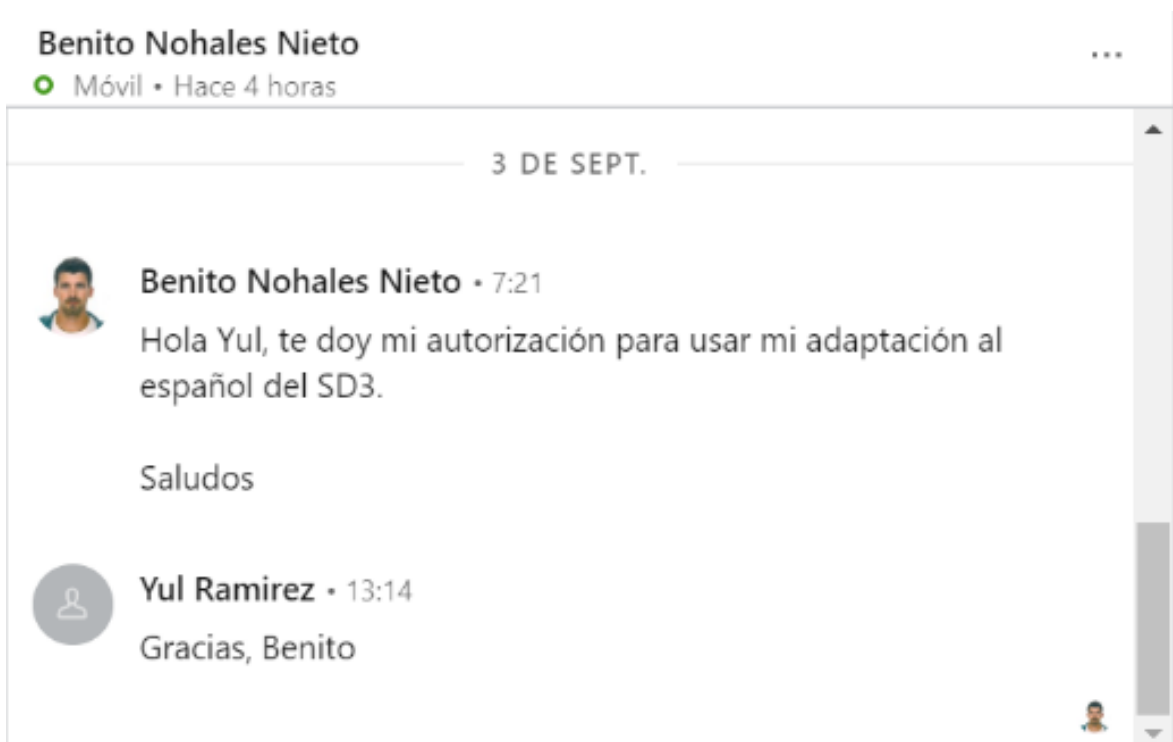 Benito Nohales Nieto
...
Móvil • Hace 4 horas
3 DE SEPT.
Benito Nohales Nieto • 7:21
Hola Yul, te doy mi autorización para usar mi adaptación al
español del SD3.
Saludos
Yul Ramirez • 13:14
Gracias, Benito